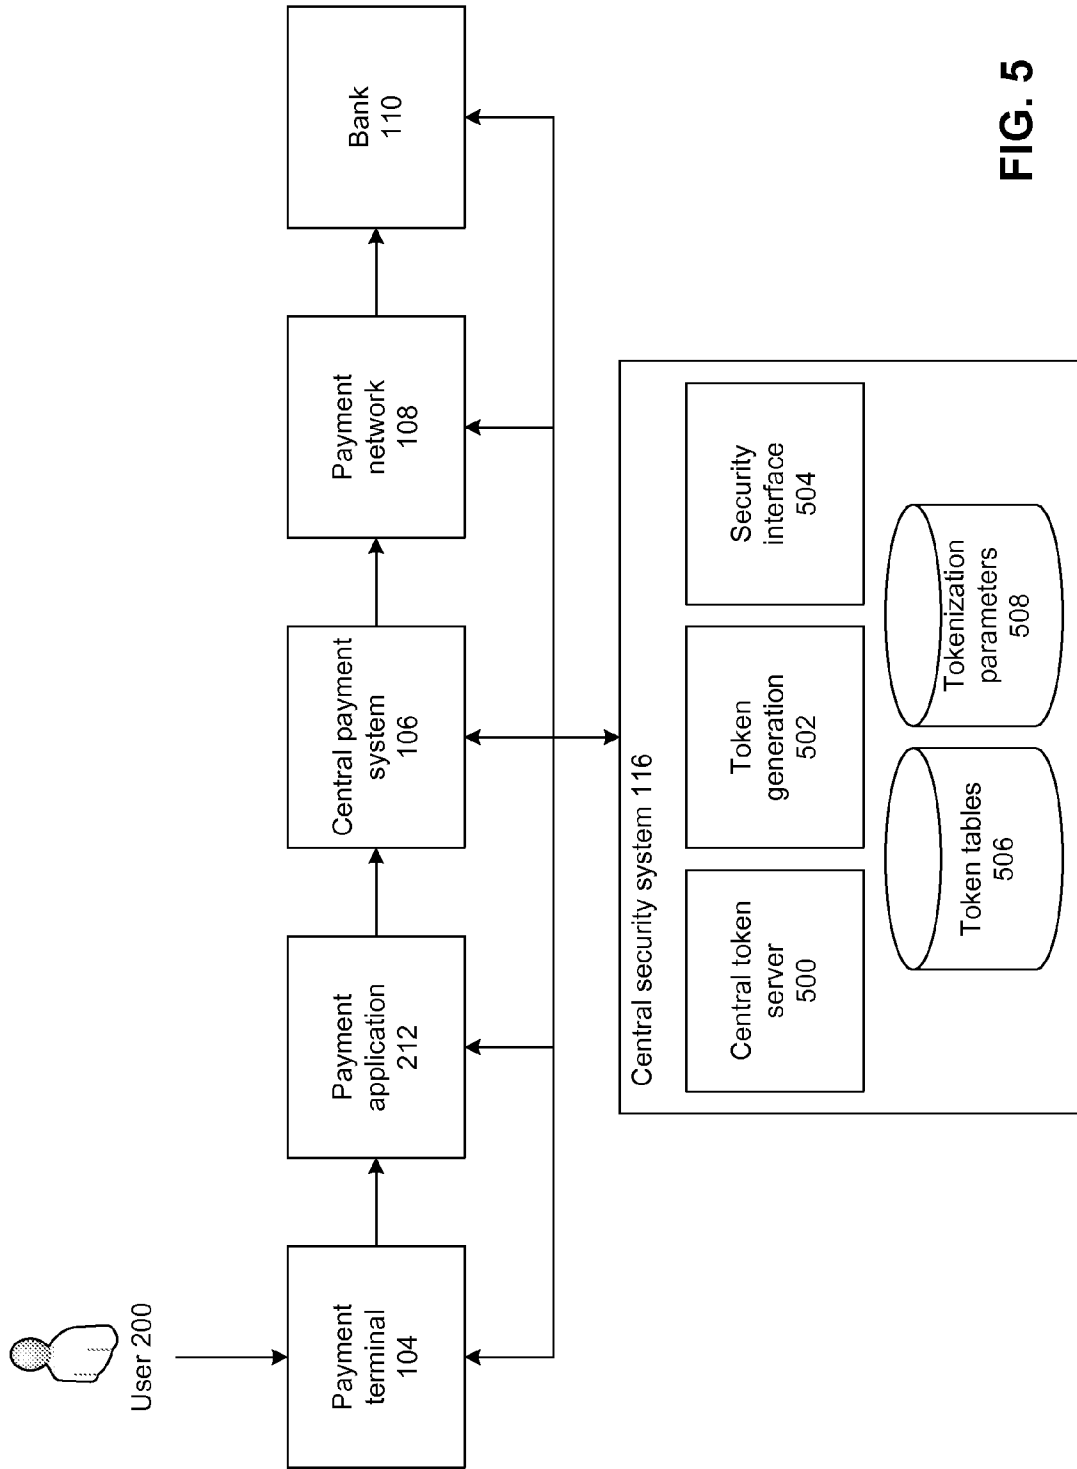 User 200
Payment
terminal
104
Payment
application
212
Central payment
system
106
Payment
network
108
Bank
110
Central security system 116
Central token
server
500
Token
generation
502
Security
interface
504
Token tables
506
Tokenization
parameters
508
FIG. 5